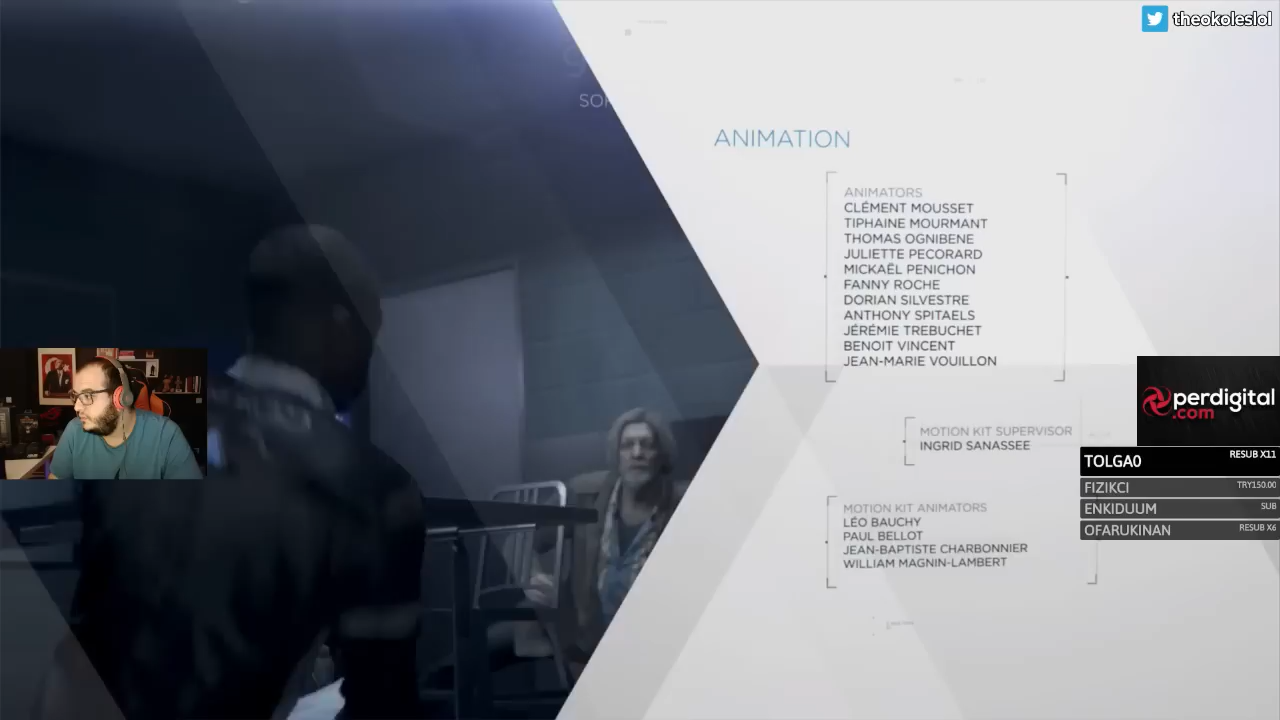 theokoleslol
SO
ANIMATION
ANIMATORS
CLÉMENT MOUSSET
TIPHAINE MOURMANT
THOMAS OGNIBENE
JULIETTE PECORARD
MICKAËL PENICHON
FANNY ROCHE
DORIAN SILVESTRE
ANTHONY SPITAELS
JÉRÉMIE TREBUCHET
BENOIT VINCENT
JEAN-MARIE VOUILLON
perdigital
.com
MOTION KIT SUPERVISOR
INGRID SANASSEE
TOLGA0 RESUB X11
FIZIKCI TRY150.00
ENKIDUUM SUB
OFARUKINAN RESUB X6
MOTION KIT ANIMATORS
LÉO BAUCHY
PAUL BELLOT
JEAN-BAPTISTE CHARBONNIER
WILLIAM MAGNIN-LAMBERT